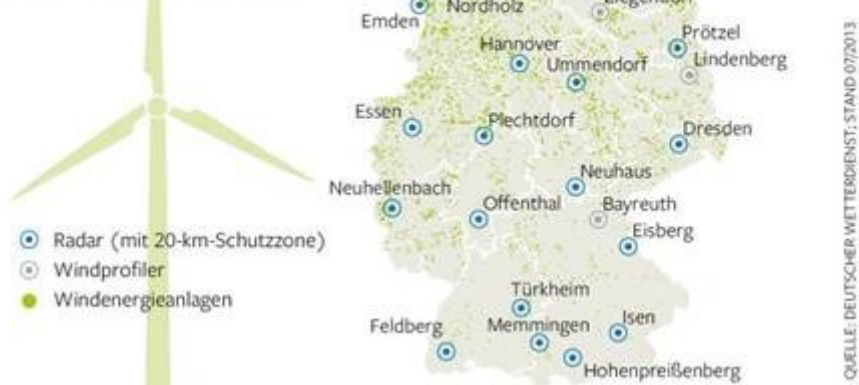 Ziegendorf
Nordholz
Emden
Prötzel
Hannover
Lindenberg
Ummendorf
Essen
Plechtdorf
Dresden
Neuhaus
Neuhellenbach
Offenthal
Bayreuth
Eisberg
Radar (mit 20-km-Schutzzone)
Windprofiler
Windenergieanlagen
Türkheim
Isen
Feldberg
Memmingen
Hohenpreißenberg
QUELLE: DEUTSCHER WETTERDIENST; STAND 07/2013